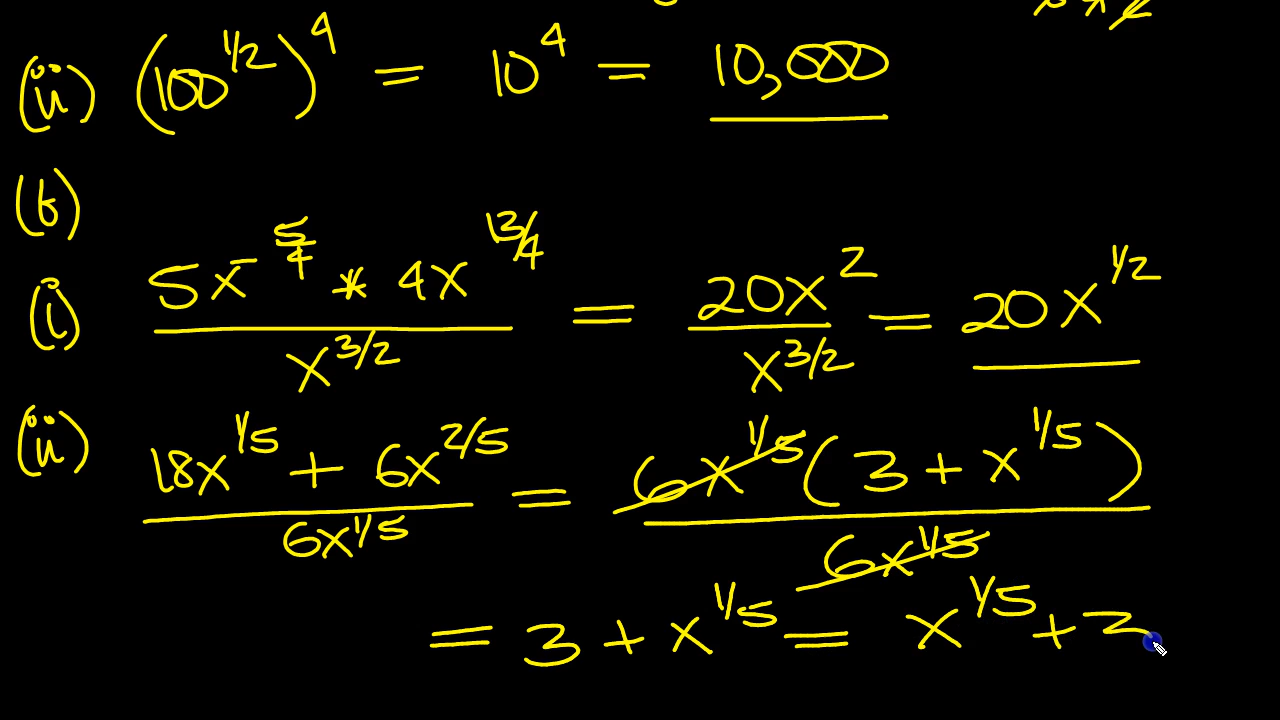 (ii) (100^1/2)^4 = 10^4 = 10,000
(b)
(i) (5x^-5/4 * 4x^13/4) / x^3/2 = 20x^2 / x^3/2 = 20x^1/2
(ii) (18x^1/5 + 6x^2/5) / 6x^1/5 = 6x^1/5 (3 + x^1/5) / 6x^1/5
= 3 + x^1/5 = x^1/5 +